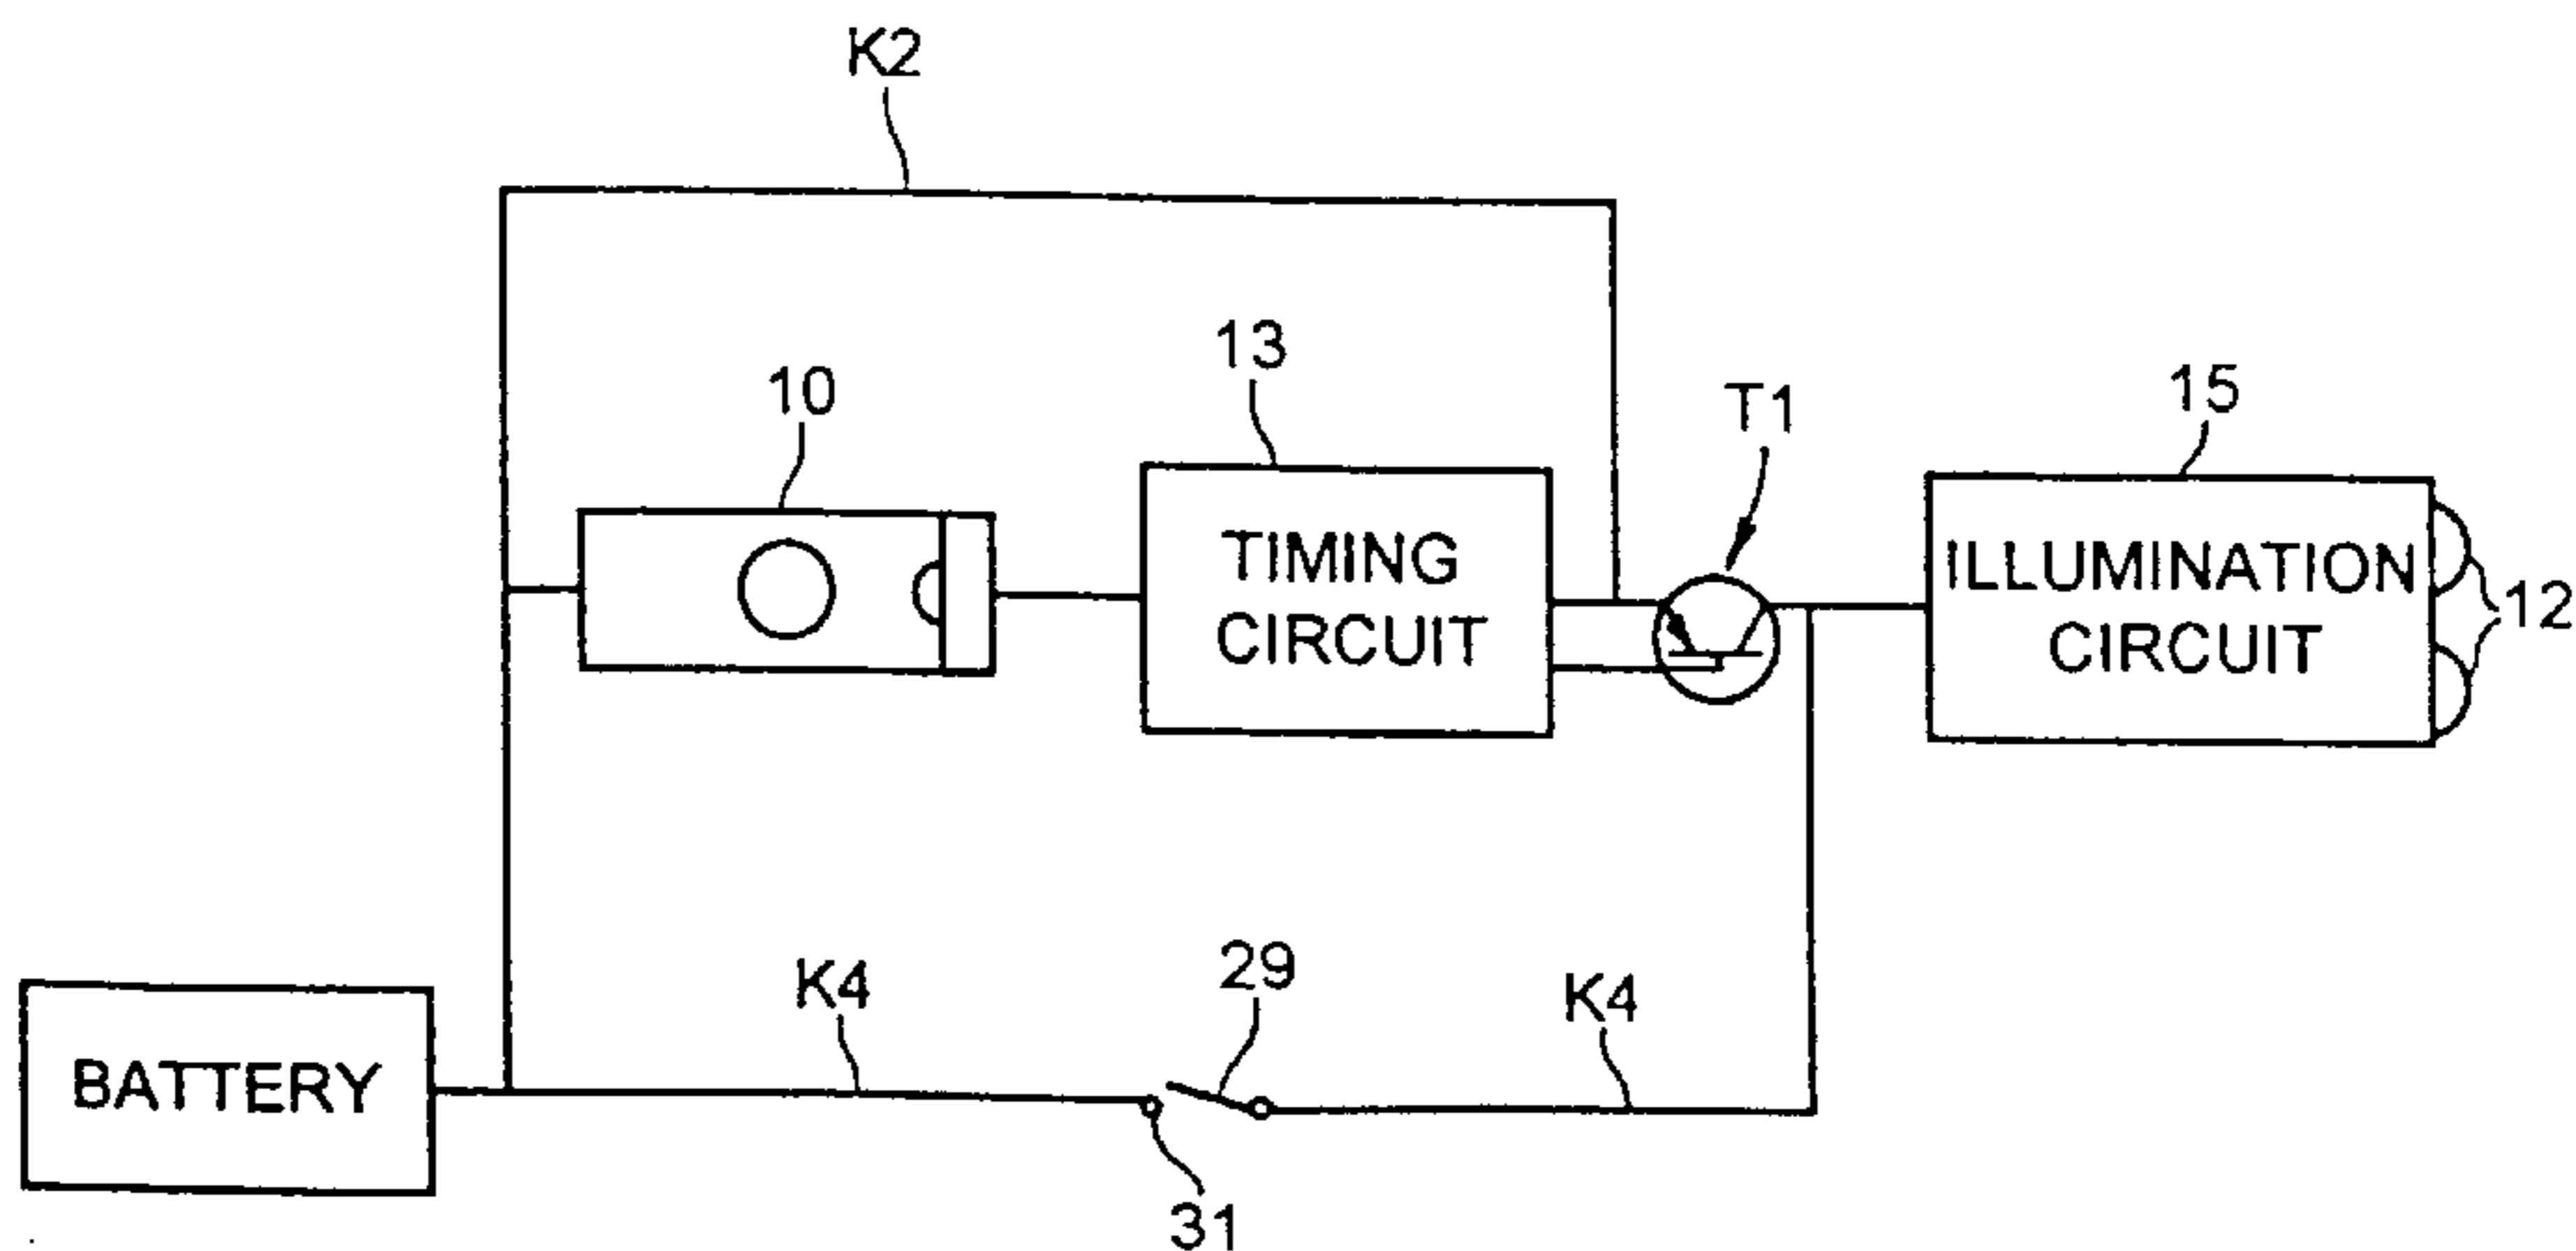 K2
10
13
T1
15
TIMING
CIRCUIT
ILLUMINATION
CIRCUIT
12
K4
29
K4
BATTERY
31